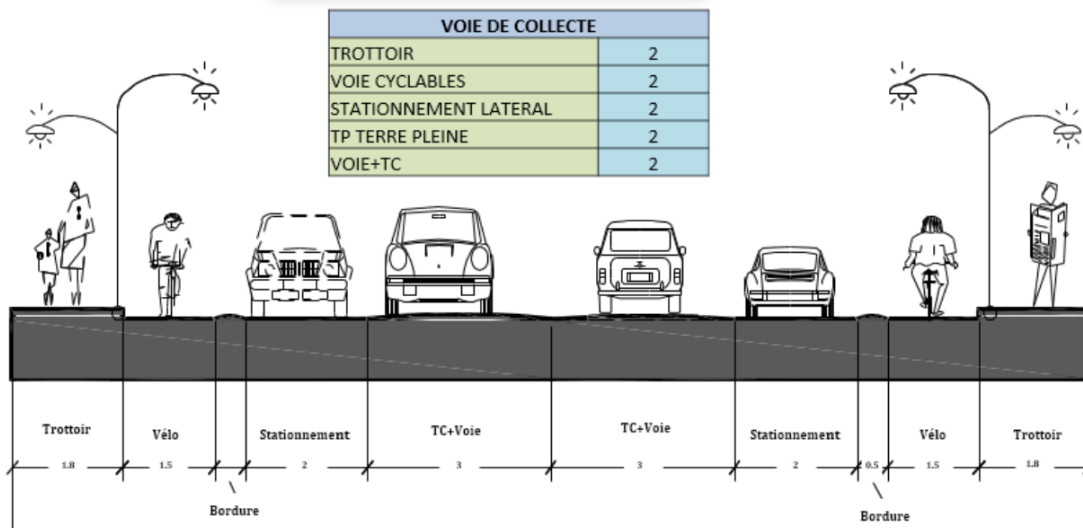 VOIE DE COLLECTE
TROTTOIR 2
VOIE CYCLABLES 2
STATIONNEMENT LATERAL 2
TP TERRE PLEINE 2
VOIE+TC 2
Trottoir Vélo Stationnement TC+Voie TC+Voie Stationnement Vélo Trottoir
1.8 1.5 2 3 3 2 0.5 1.5 1.8
Bordure Bordure